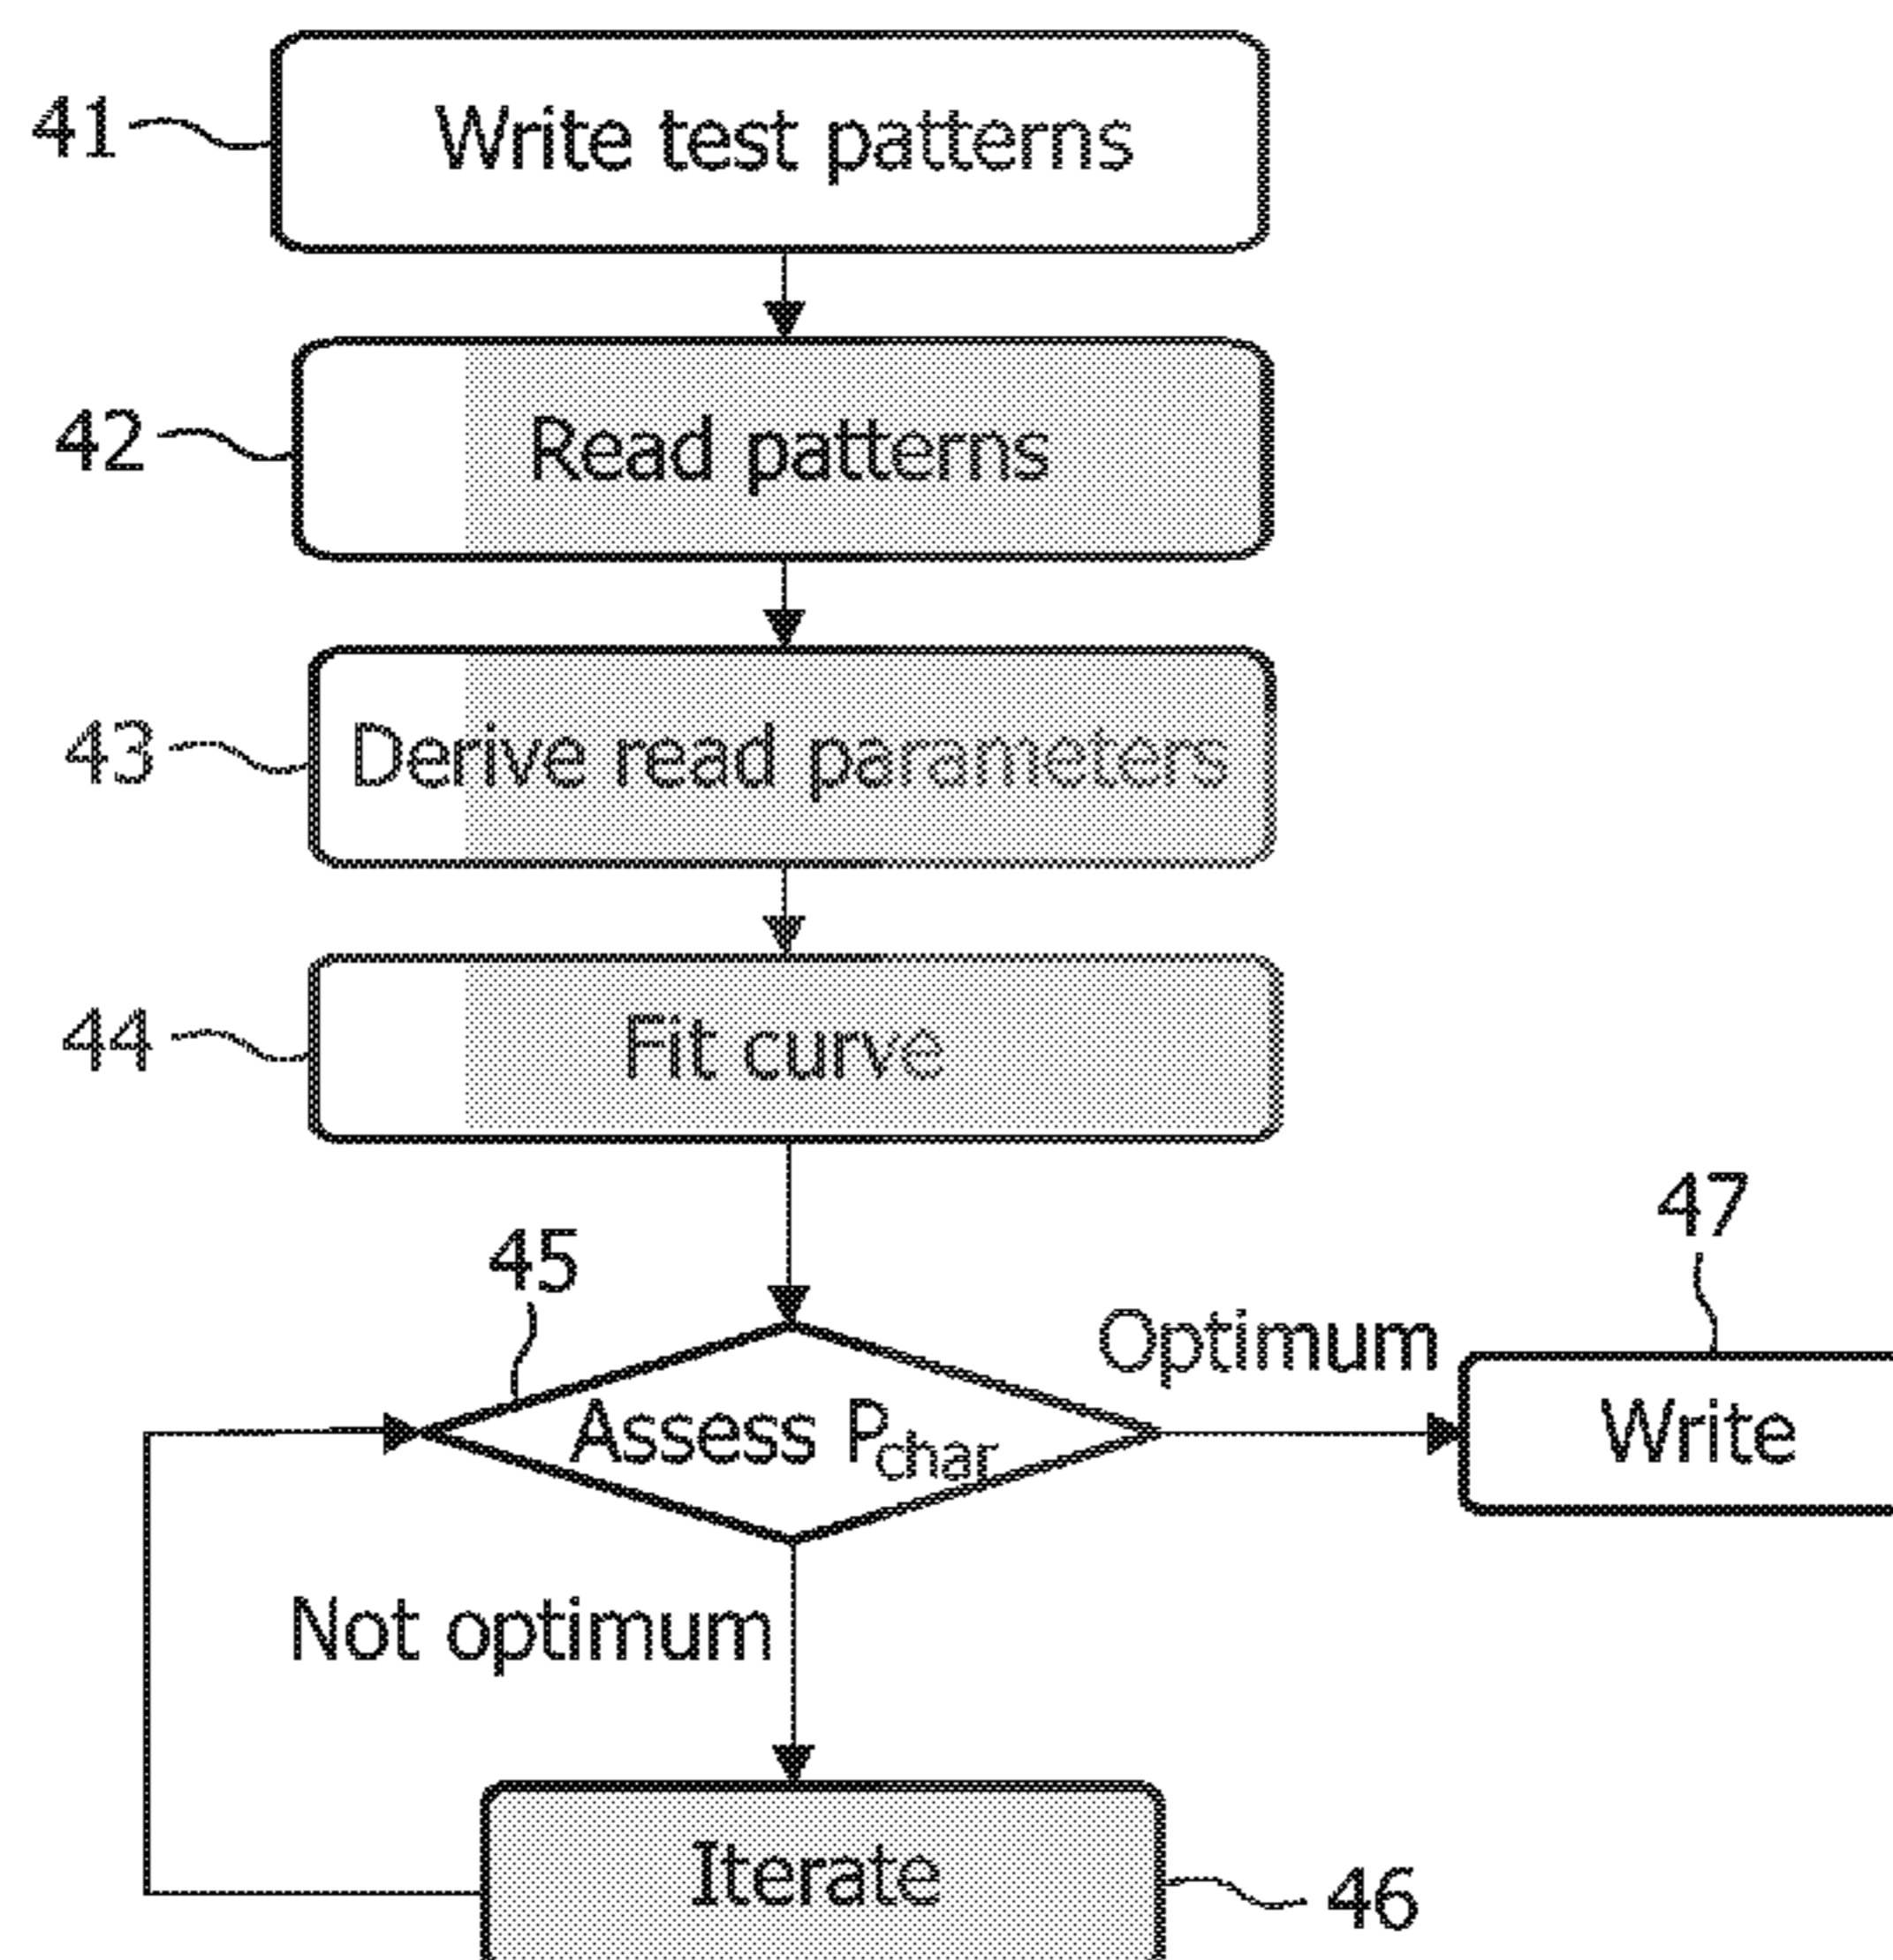 41
Write test patterns
42
Read patterns
43
Derive read parameters
44
Fit curve
45
47
Optimum
Assess Pchar
Write
Not optimum
Iterate
46